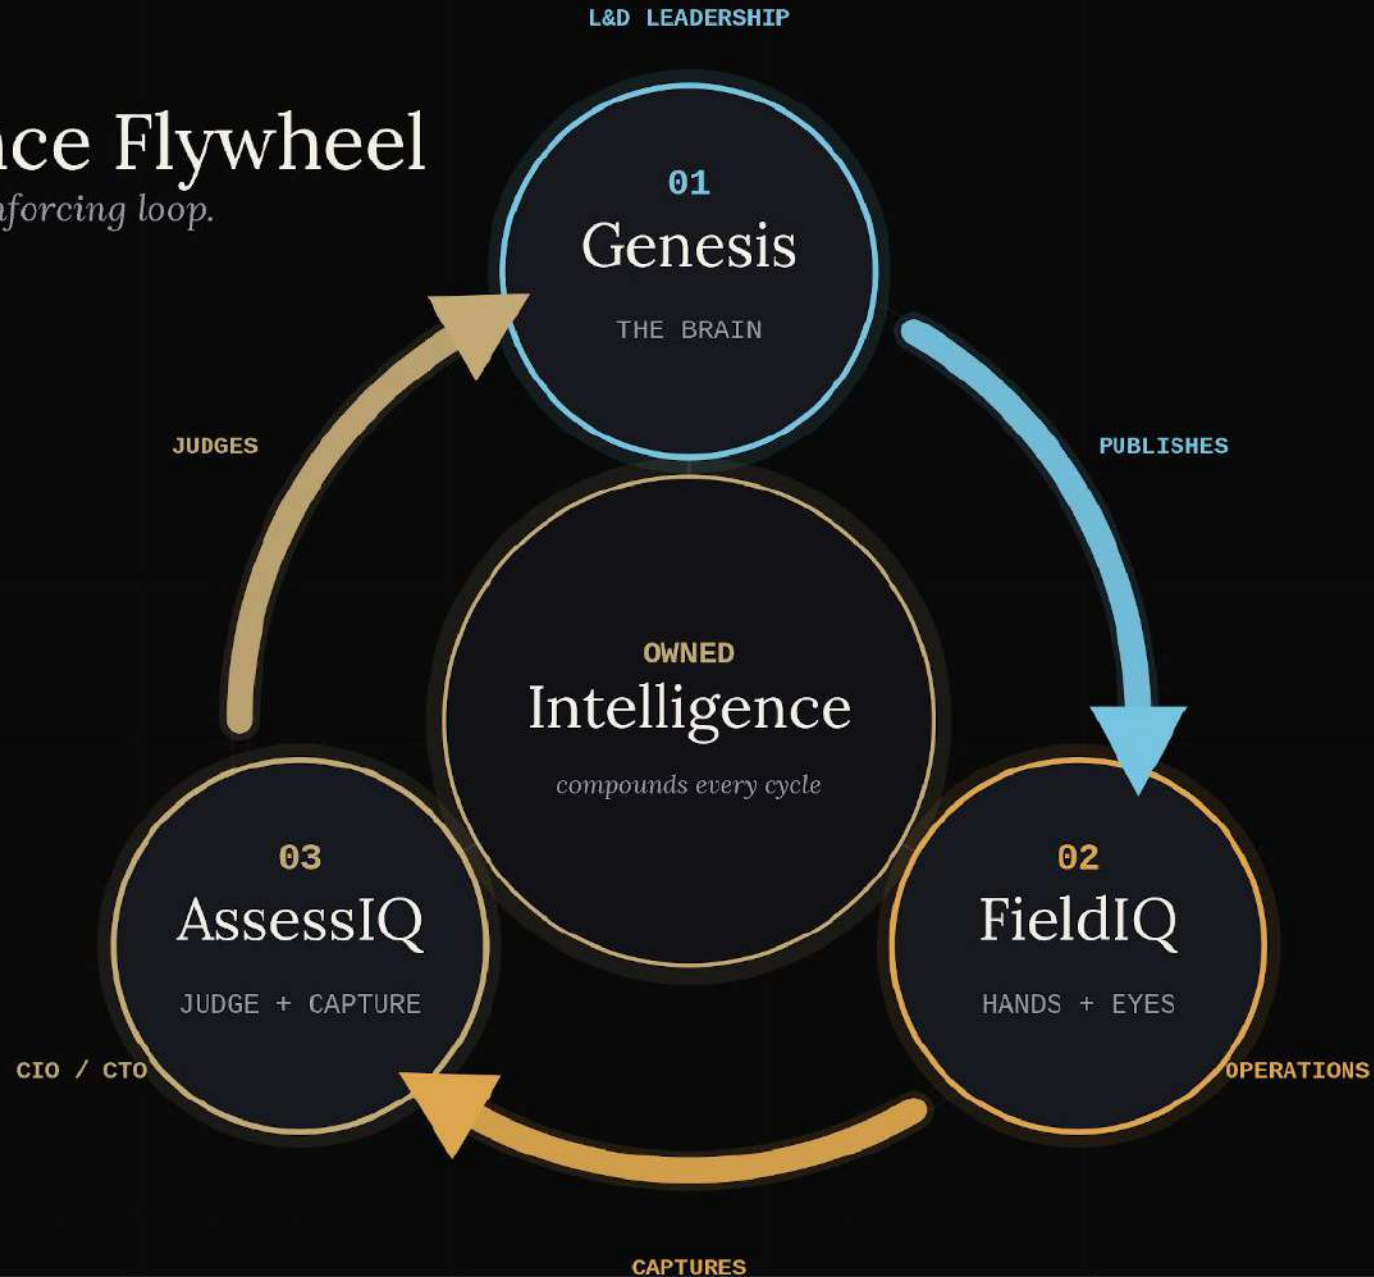 L&D LEADERSHIP
nce Flywheel
nforcing loop.
01
Genesis
THE BRAIN
JUDGES
PUBLISHES
OWNED
Intelligence
compounds every cycle
03
AssessIQ
JUDGE + CAPTURE
CIO / CTO
02
FieldIQ
HANDS + EYES
OPERATIONS
CAPTURES